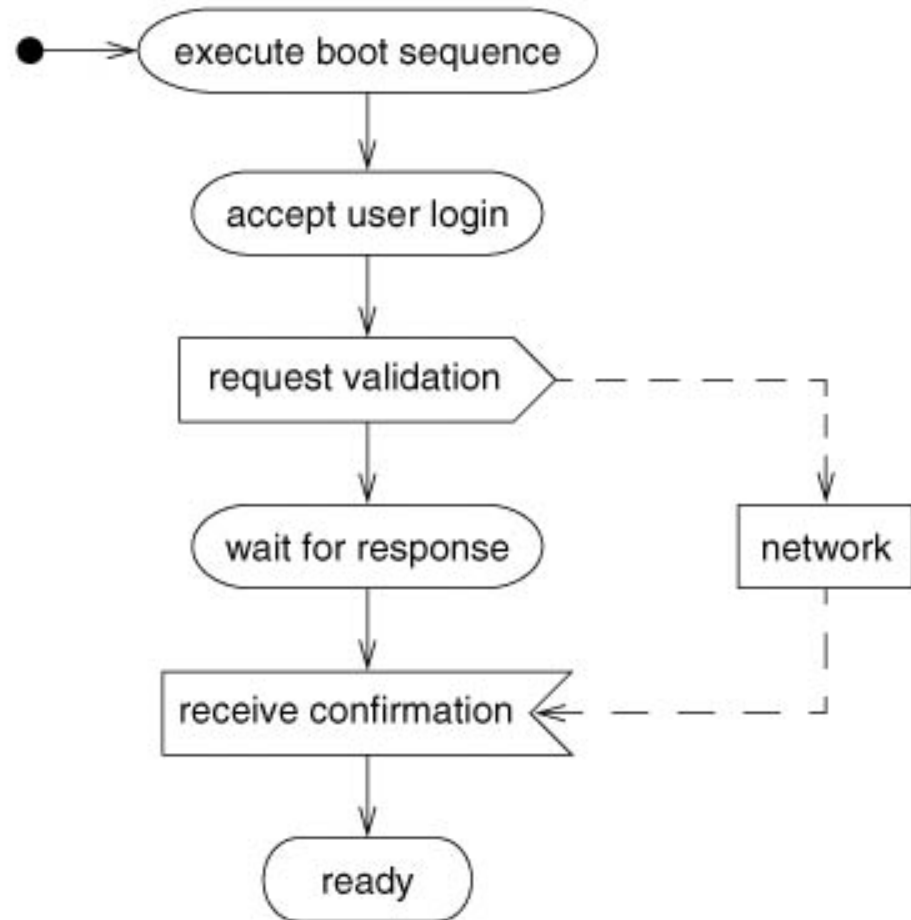 execute boot sequence
accept user login
request validation
wait for response
network
receive confirmation
ready